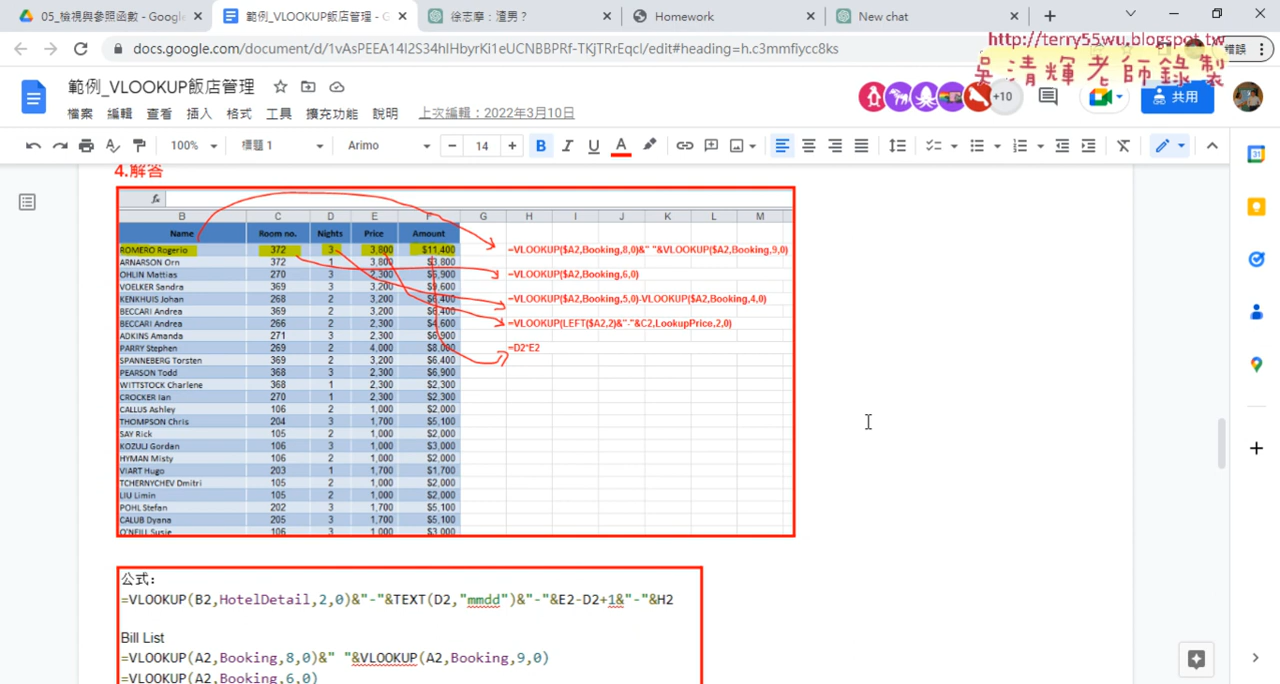 05_檢視與參照函數 - Google
範例_VLOOKUP飯店管理 - G
徐志摩：渣男？
Homework
New chat
docs.google.com/document/d/1vAsPEEA14I2S34hIHbyrKi1eUCNBBPRf-TKjTRrEqcI/edit#heading=h.c3mmfiycc8ks
http://terry55wu.blogspot.tw
吳清輝老師錄製
錯誤
範例_VLOOKUP飯店管理
檔案 編輯 查看 插入 格式 工具 擴充功能 說明 上次編輯：2022年3月10日
+10
共用
100% 標題 1 Arimo 14 B I U A
4.解答
fx
B C D E F G H I J K L M
Name Room no. Nights Price Amount
ROMERO Rogerio 372 3 3,800 $11,400 =VLOOKUP($A2,Booking,8,0)&" "&VLOOKUP($A2,Booking,9,0)
ARNARSON Orn 372 1 3,800 $3,800
OHLIN Mattias 270 3 2,300 $6,900 =VLOOKUP($A2,Booking,6,0)
VOELKER Sandra 369 3 3,200 $9,600
KENKHUIS Johan 268 2 3,200 $6,400 =VLOOKUP($A2,Booking,5,0)-VLOOKUP($A2,Booking,4,0)
BECCARI Andrea 369 2 3,200 $6,400
BECCARI Andrea 266 2 2,300 $4,600 =VLOOKUP(LEFT($A2,2)&"-"&C2,LookupPrice,2,0)
ADKINS Amanda 271 3 2,300 $6,900
PARRY Stephen 269 2 4,000 $8,000 =D2*E2
SPANNEBERG Torsten 369 2 3,200 $6,400
PEARSON Todd 368 3 2,300 $6,900
WITTSTOCK Charlene 368 1 2,300 $2,300
CROCKER Ian 270 1 2,300 $2,300
CALLUS Ashley 106 2 1,000 $2,000
THOMPSON Chris 204 3 1,700 $5,100
SAY Rick 105 2 1,000 $2,000
KOZULJ Gordan 106 3 1,000 $3,000
HYMAN Misty 106 2 1,000 $2,000
VIART Hugo 203 1 1,700 $1,700
TCHERNYCHEV Dmitri 105 2 1,000 $2,000
LIU Limin 105 2 1,000 $2,000
POHL Stefan 202 3 1,700 $5,100
CALUB Dyana 205 3 1,700 $5,100
O'NEILL Susie 106 3 1,000 $3,000
公式：
=VLOOKUP(B2,HotelDetail,2,0)&"-"&TEXT(D2,"mmdd")&"-"&E2-D2+1&"-"&H2
Bill List
=VLOOKUP(A2,Booking,8,0)&" "&VLOOKUP(A2,Booking,9,0)
=VLOOKUP(A2,Booking,6,0)